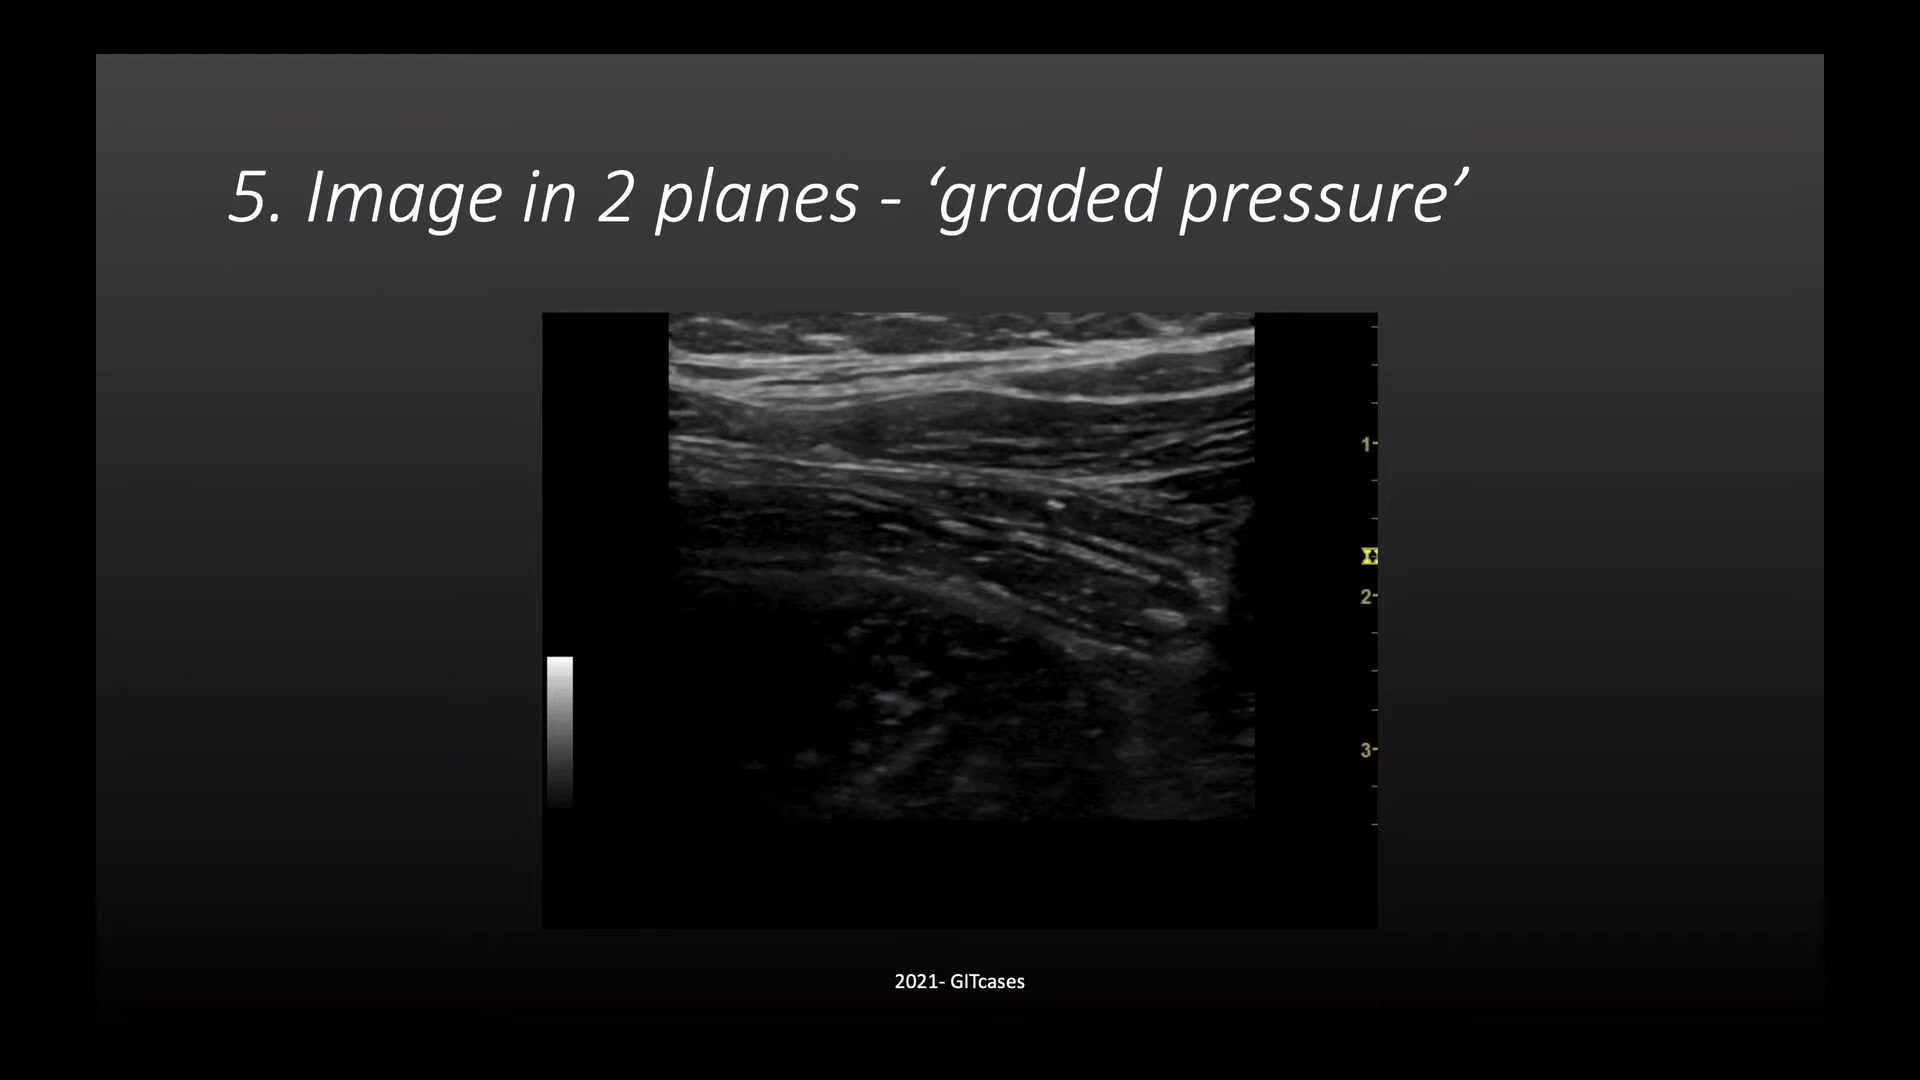 5. Image in 2 planes - ‘graded pressure’
1-
2-
3-
2021- GITcases